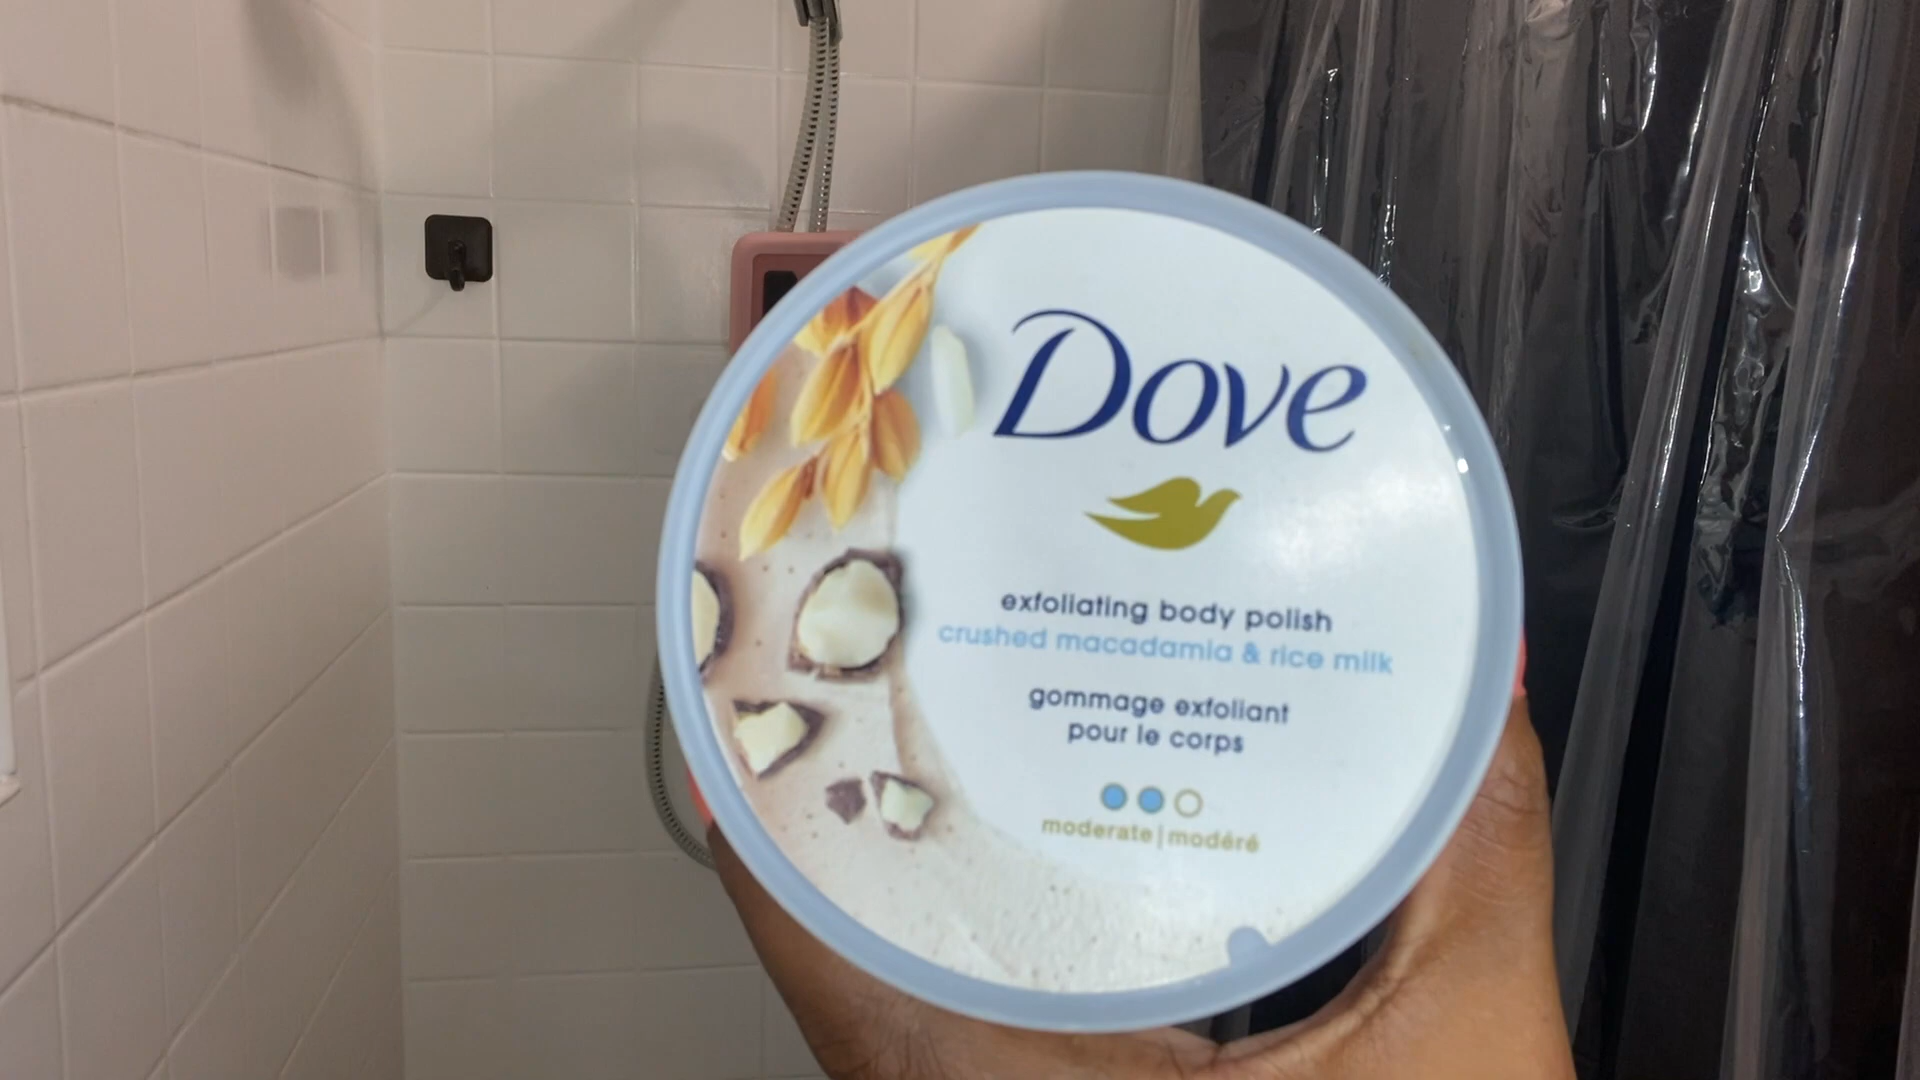 Dove
exfoliating body polish
crushed macadamia & rice milk
gommage exfoliant
pour le corps
moderate | modéré